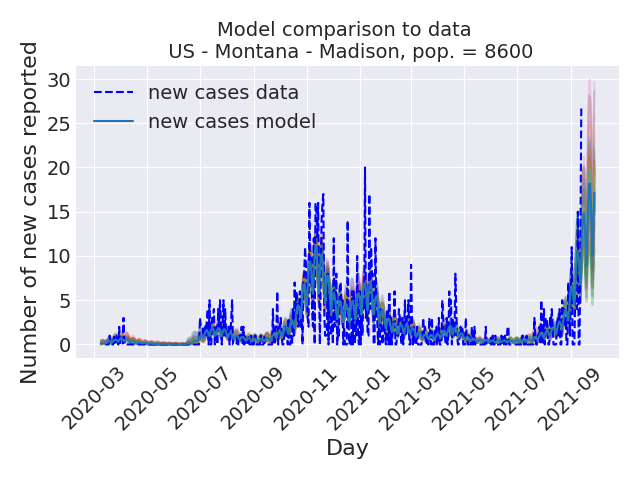 Model comparison to data
US - Montana - Madison, pop. = 8600
Number of new cases reported
30
25
20
15
10
5
0
new cases data
new cases model
2020-03
2020-05
2020-07
2020-09
2020-11
2021-01
2021-03
2021-05
2021-07
2021-09
Day